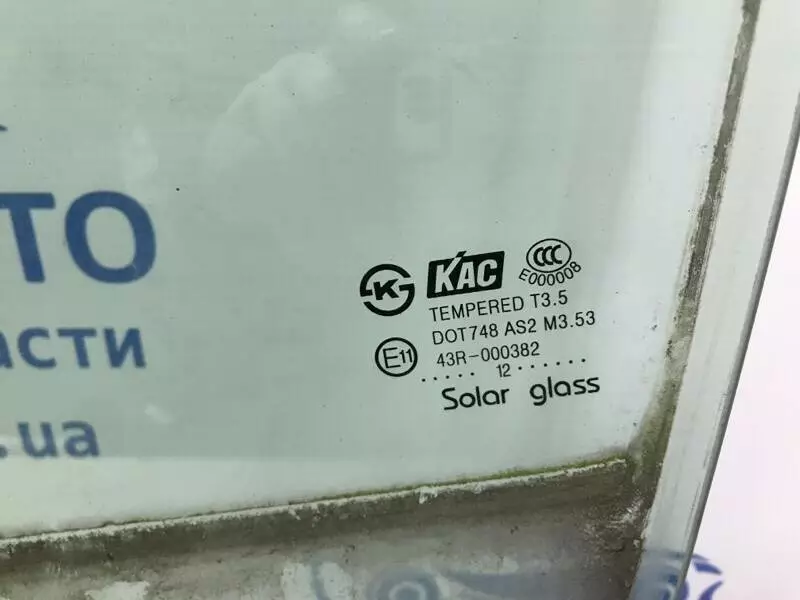 ТО
асти
.ua
K
KAC
CCC
E000008
TEMPERED T3.5
DOT748 AS2 M3.53
E11
43R-000382
..... 12 ......
Solar glass